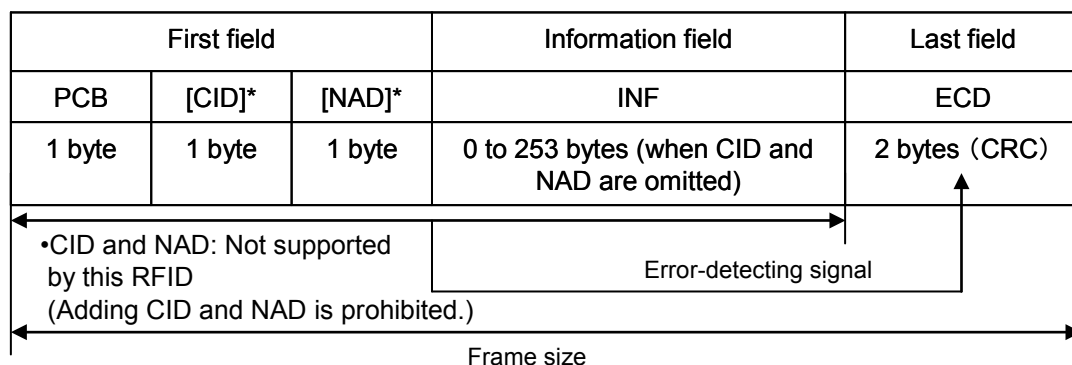 First field Information field Last field
PCB [CID]* [NAD]* INF ECD
1 byte 1 byte 1 byte 0 to 253 bytes (when CID and NAD are omitted) 2 bytes （CRC）
•CID and NAD: Not supported
by this RFID
(Adding CID and NAD is prohibited.)
Error-detecting signal
Frame size